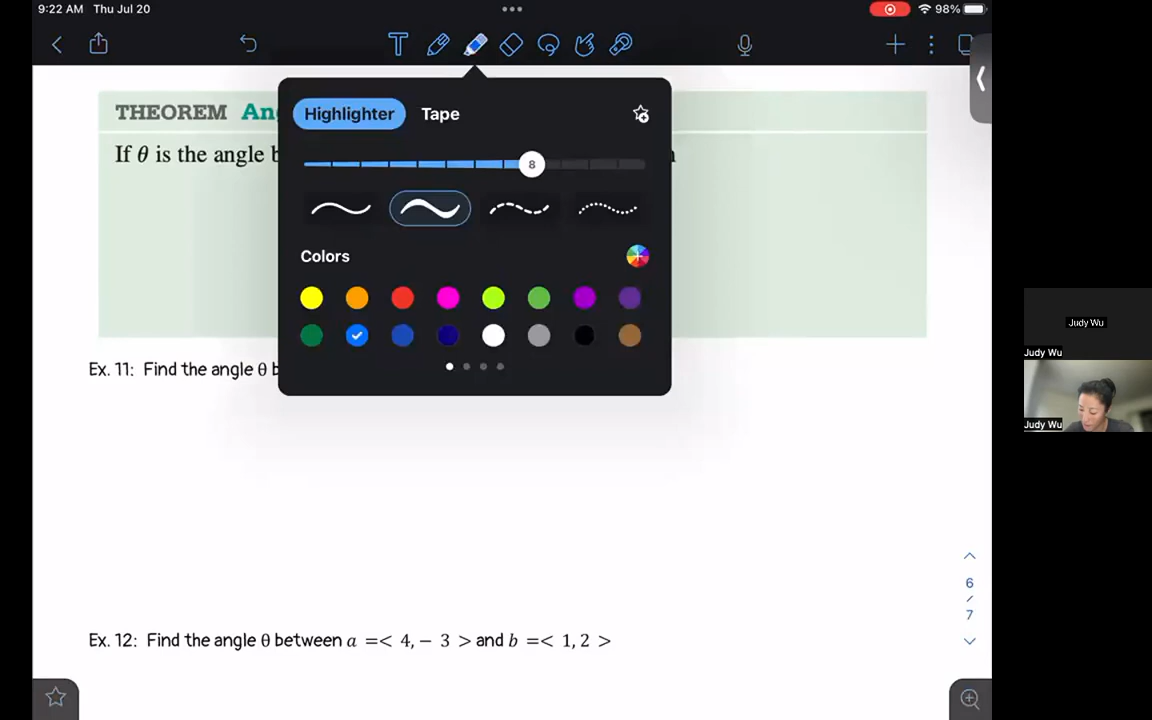 9:22 AM Thu Jul 20
98%
Highlighter Tape
8
Colors
THEOREM
If θ is the angle
Ex. 11: Find the angle θ
Ex. 12: Find the angle θ between a =< 4, − 3 > and b =< 1, 2 >
6
/
7
Judy Wu
Judy Wu
Judy Wu